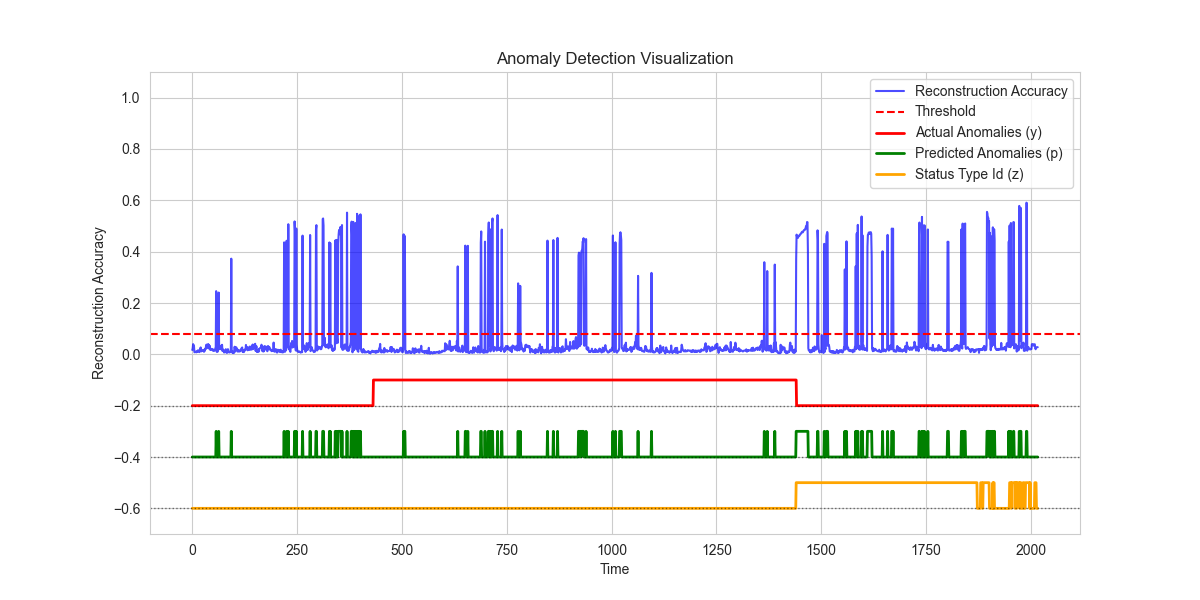 Anomaly Detection Visualization
Reconstruction Accuracy
Threshold
Actual Anomalies (y)
Predicted Anomalies (p)
Status Type Id (z)
1.0
0.8
0.6
0.4
0.2
0.0
−0.2
−0.4
−0.6
Reconstruction Accuracy
0 250 500 750 1000 1250 1500 1750 2000
Time